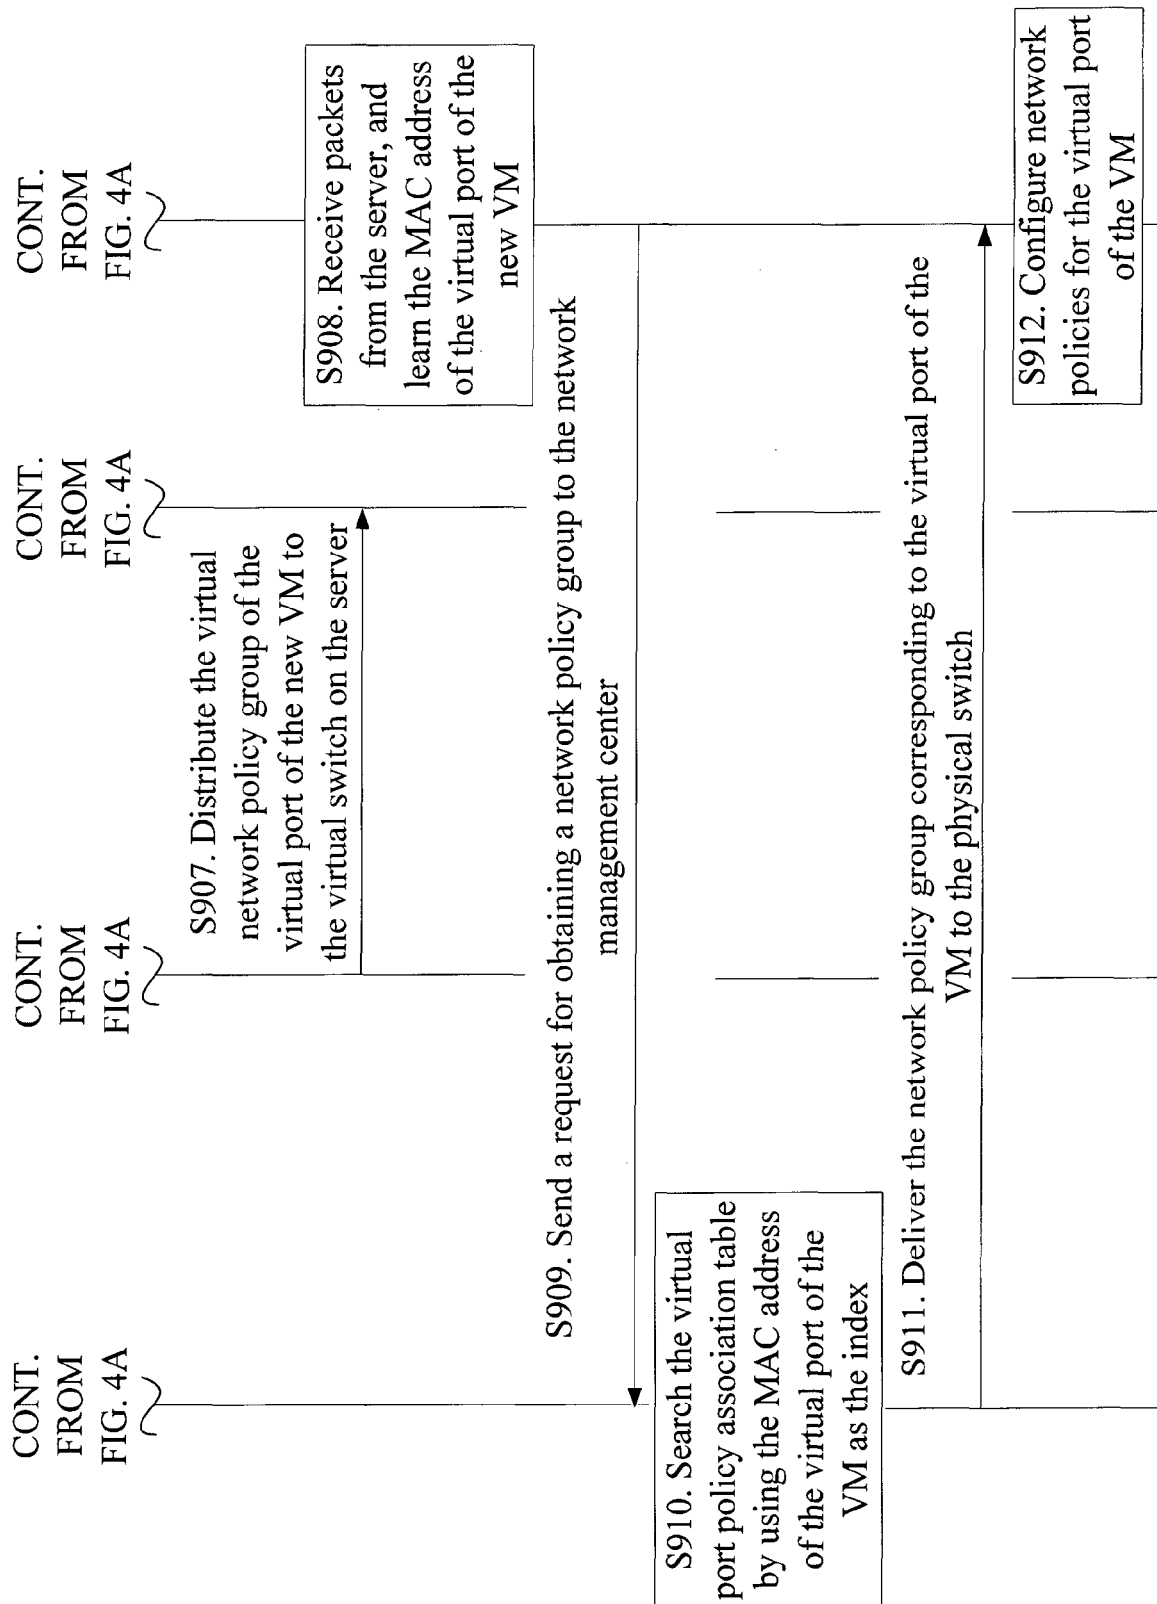 CONT.
FROM
FIG. 4A
CONT.
FROM
FIG. 4A
CONT.
FROM
FIG. 4A
CONT.
FROM
FIG. 4A
S907. Distribute the virtual
network policy group of the
virtual port of the new VM to
the virtual switch on the server
S908. Receive packets
from the server, and
learn the MAC address
of the virtual port of the
new VM
S909. Send a request for obtaining a network policy group to the network
management center
S910. Search the virtual
port policy association table
by using the MAC address
of the virtual port of the
VM as the index
S911. Deliver the network policy group corresponding to the virtual port of the
VM to the physical switch
S912. Configure network
policies for the virtual port
of the VM